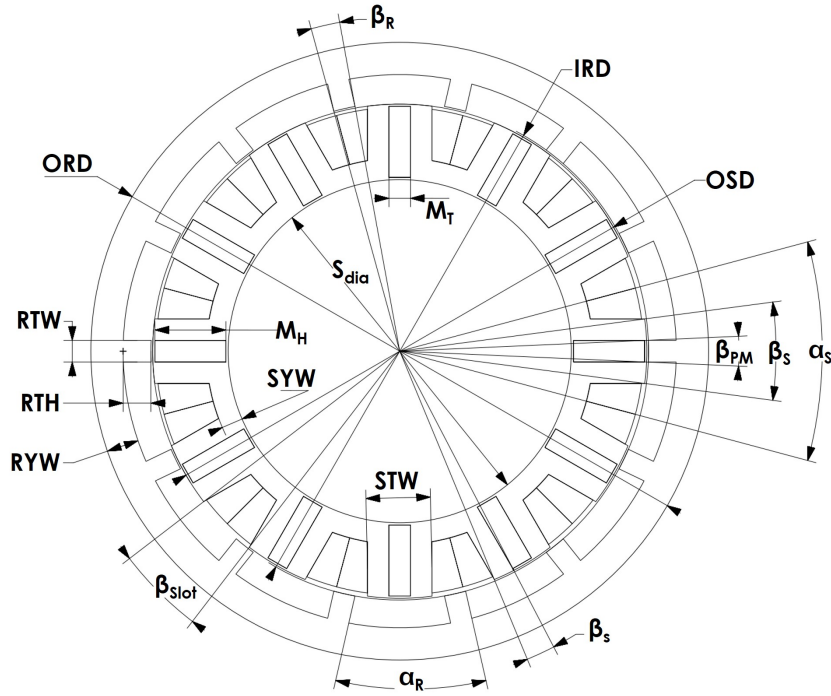 β_R
IRD
ORD
OSD
M_T
S_dia
RTW
M_H
β_PM
β_S
α_S
SYW
RTH
RYW
STW
β_Slot
β_s
α_R